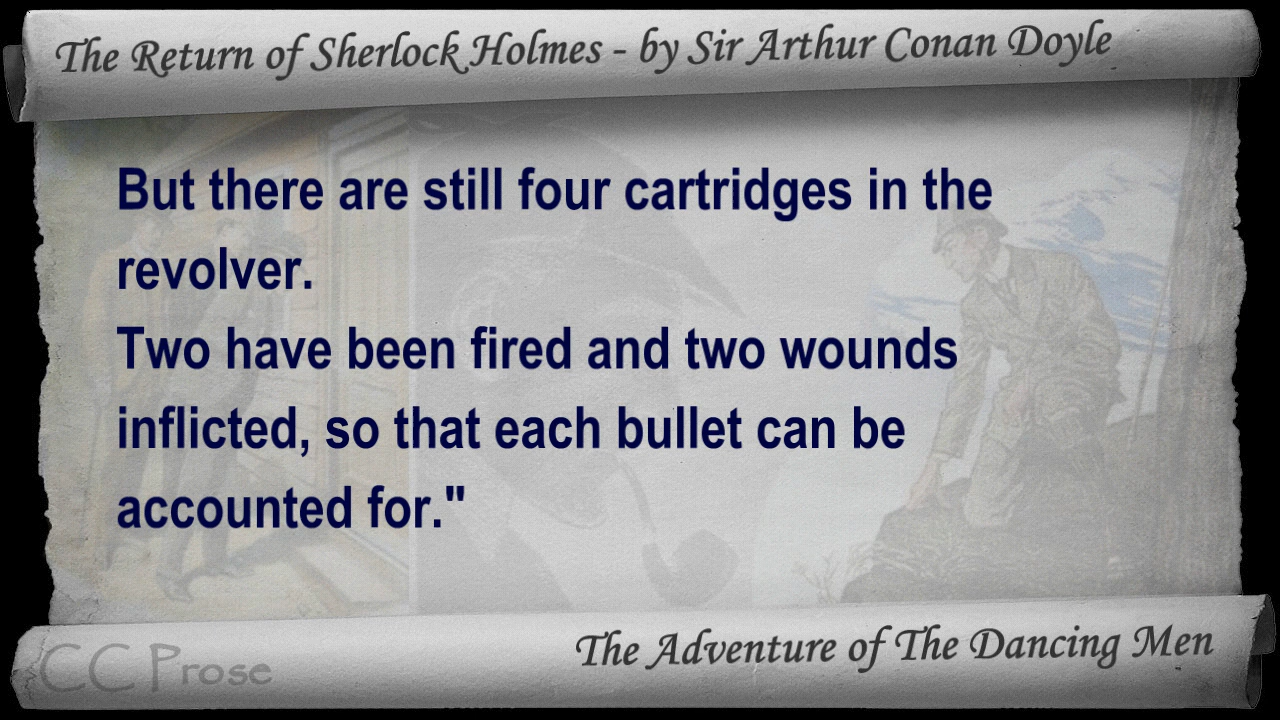 The Return of Sherlock Holmes - by Sir Arthur Conan Doyle
But there are still four cartridges in the
revolver.
Two have been fired and two wounds
inflicted, so that each bullet can be
accounted for."
The Adventure of The Dancing Men
CC Prose